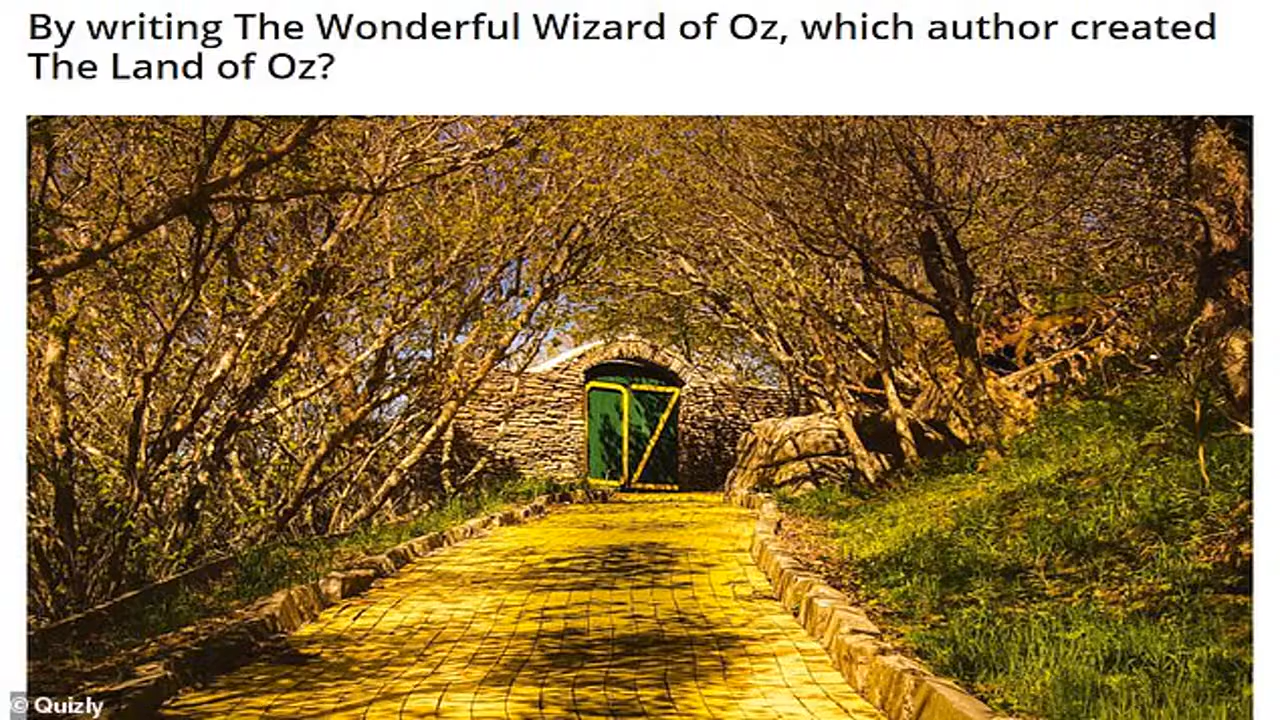 By writing The Wonderful Wizard of Oz, which author created
The Land of Oz?
© Quizly